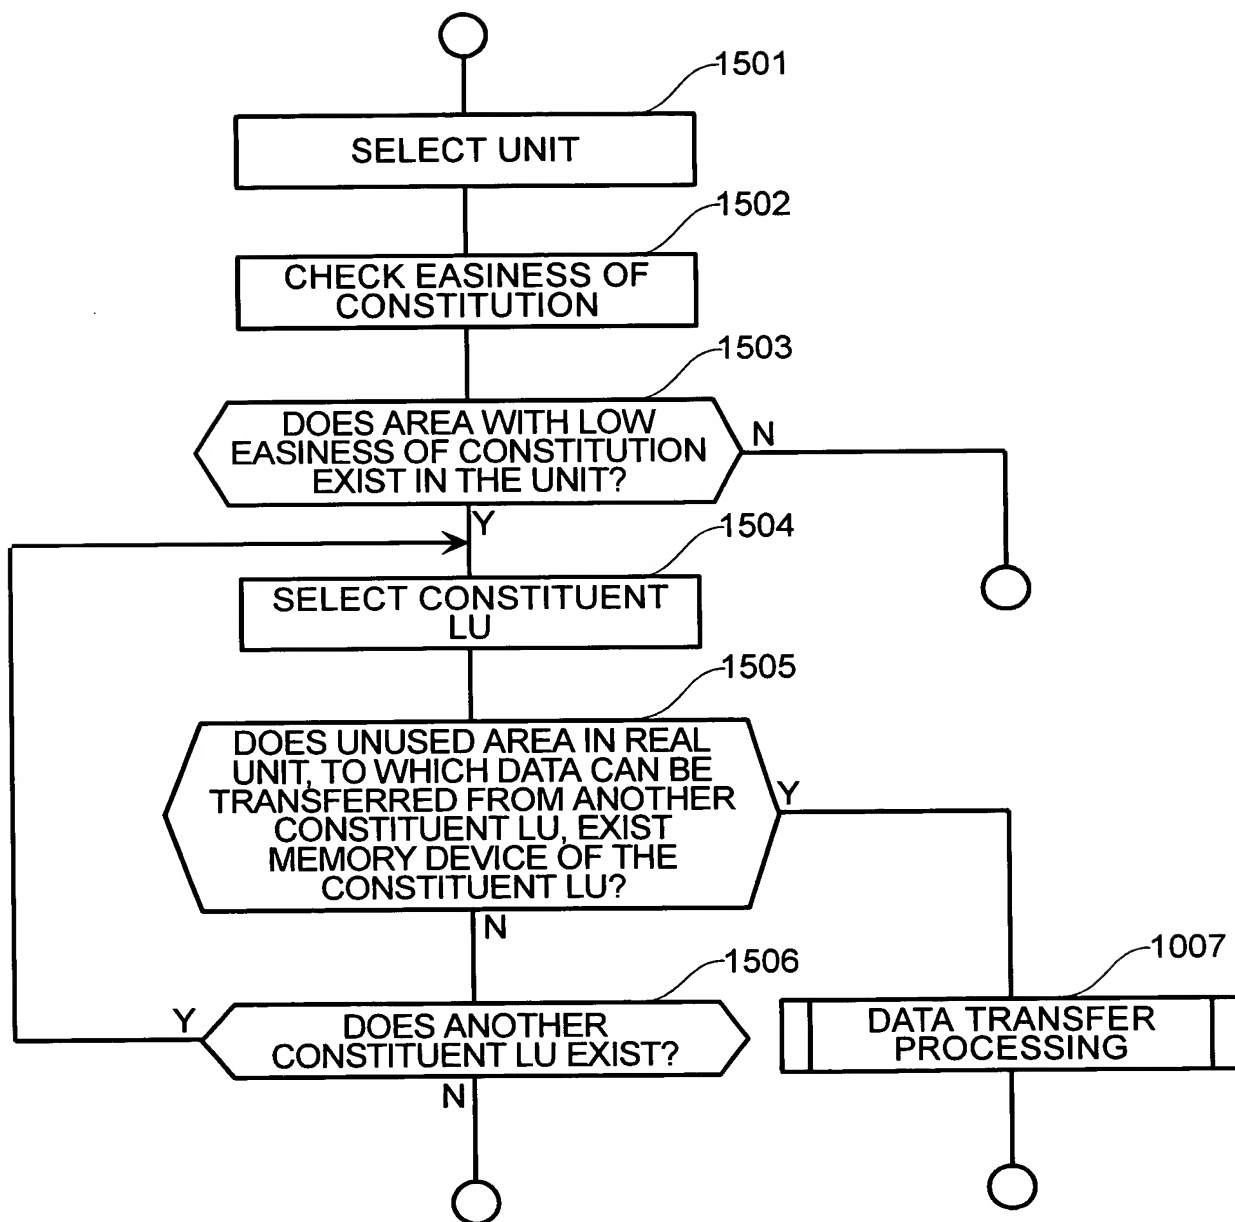 1501
SELECT UNIT
1502
CHECK EASINESS OF
CONSTITUTION
1503
DOES AREA WITH LOW
EASINESS OF CONSTITUTION
EXIST IN THE UNIT?
N
Y
1504
SELECT CONSTITUENT
LU
1505
DOES UNUSED AREA IN REAL
UNIT, TO WHICH DATA CAN BE
TRANSFERRED FROM ANOTHER
CONSTITUENT LU, EXIST
MEMORY DEVICE OF THE
CONSTITUENT LU?
Y
N
1506
1007
Y
DOES ANOTHER
CONSTITUENT LU EXIST?
N
DATA TRANSFER
PROCESSING